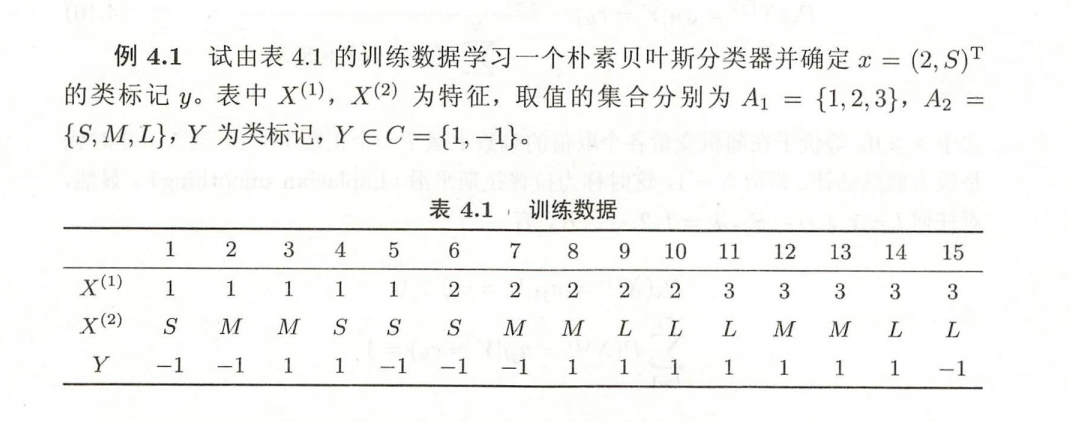 例 4.1 试由表 4.1 的训练数据学习一个朴素贝叶斯分类器并确定 x = (2, S)ᵀ
的类标记 y。表中 X⁽¹⁾，X⁽²⁾ 为特征，取值的集合分别为 A₁ = {1, 2, 3}，A₂ =
{S, M, L}，Y 为类标记，Y ∈ C = {1, −1}。
表 4.1 训练数据
1 2 3 4 5 6 7 8 9 10 11 12 13 14 15
X⁽¹⁾ 1 1 1 1 1 2 2 2 2 2 3 3 3 3 3
X⁽²⁾ S M M S S S M M L L L M M L L
Y −1 −1 1 1 −1 −1 −1 1 1 1 1 1 1 1 −1